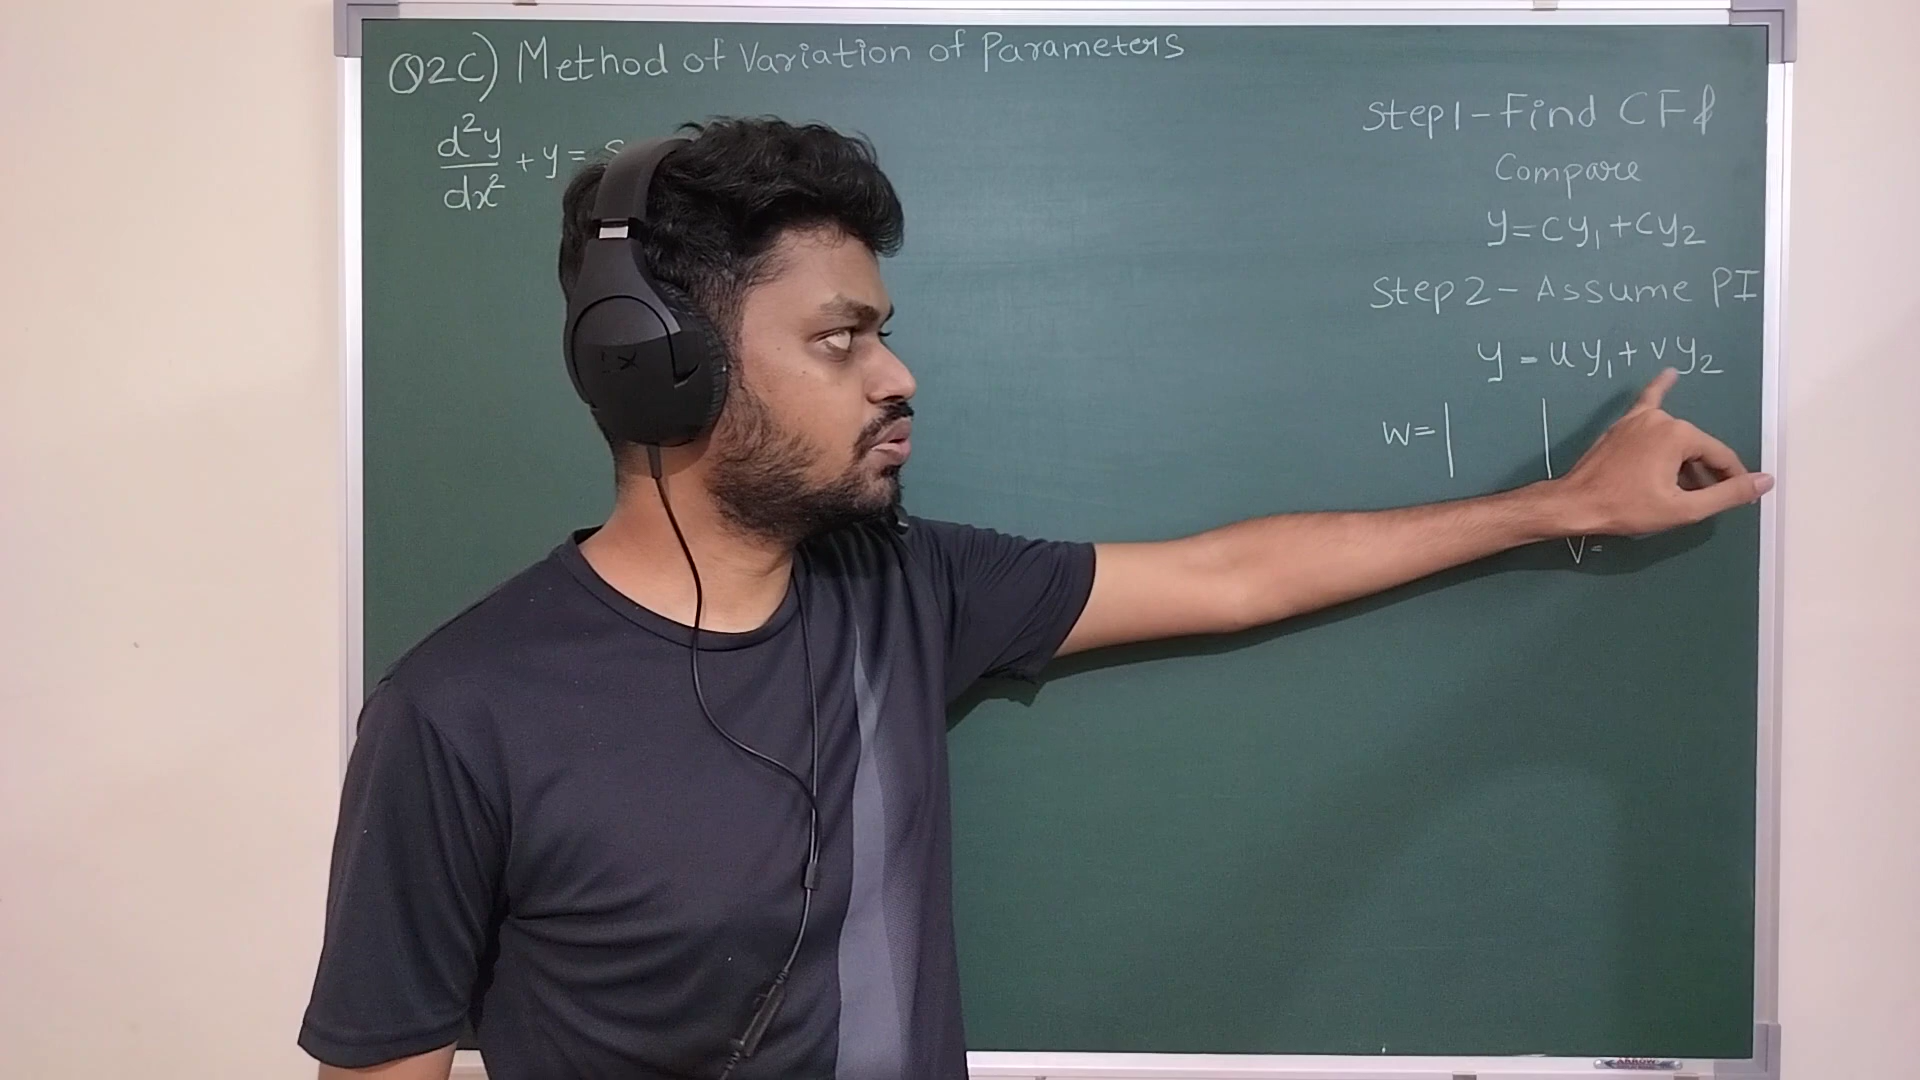 Q2C) Method of Variation of Parameters
d²y/dx² + y =
Step1 - Find CF &
Compare
y = cy₁ + cy₂
Step2 - Assume PI
y = uy₁ + vy₂
W = |   |
V =
ARROW